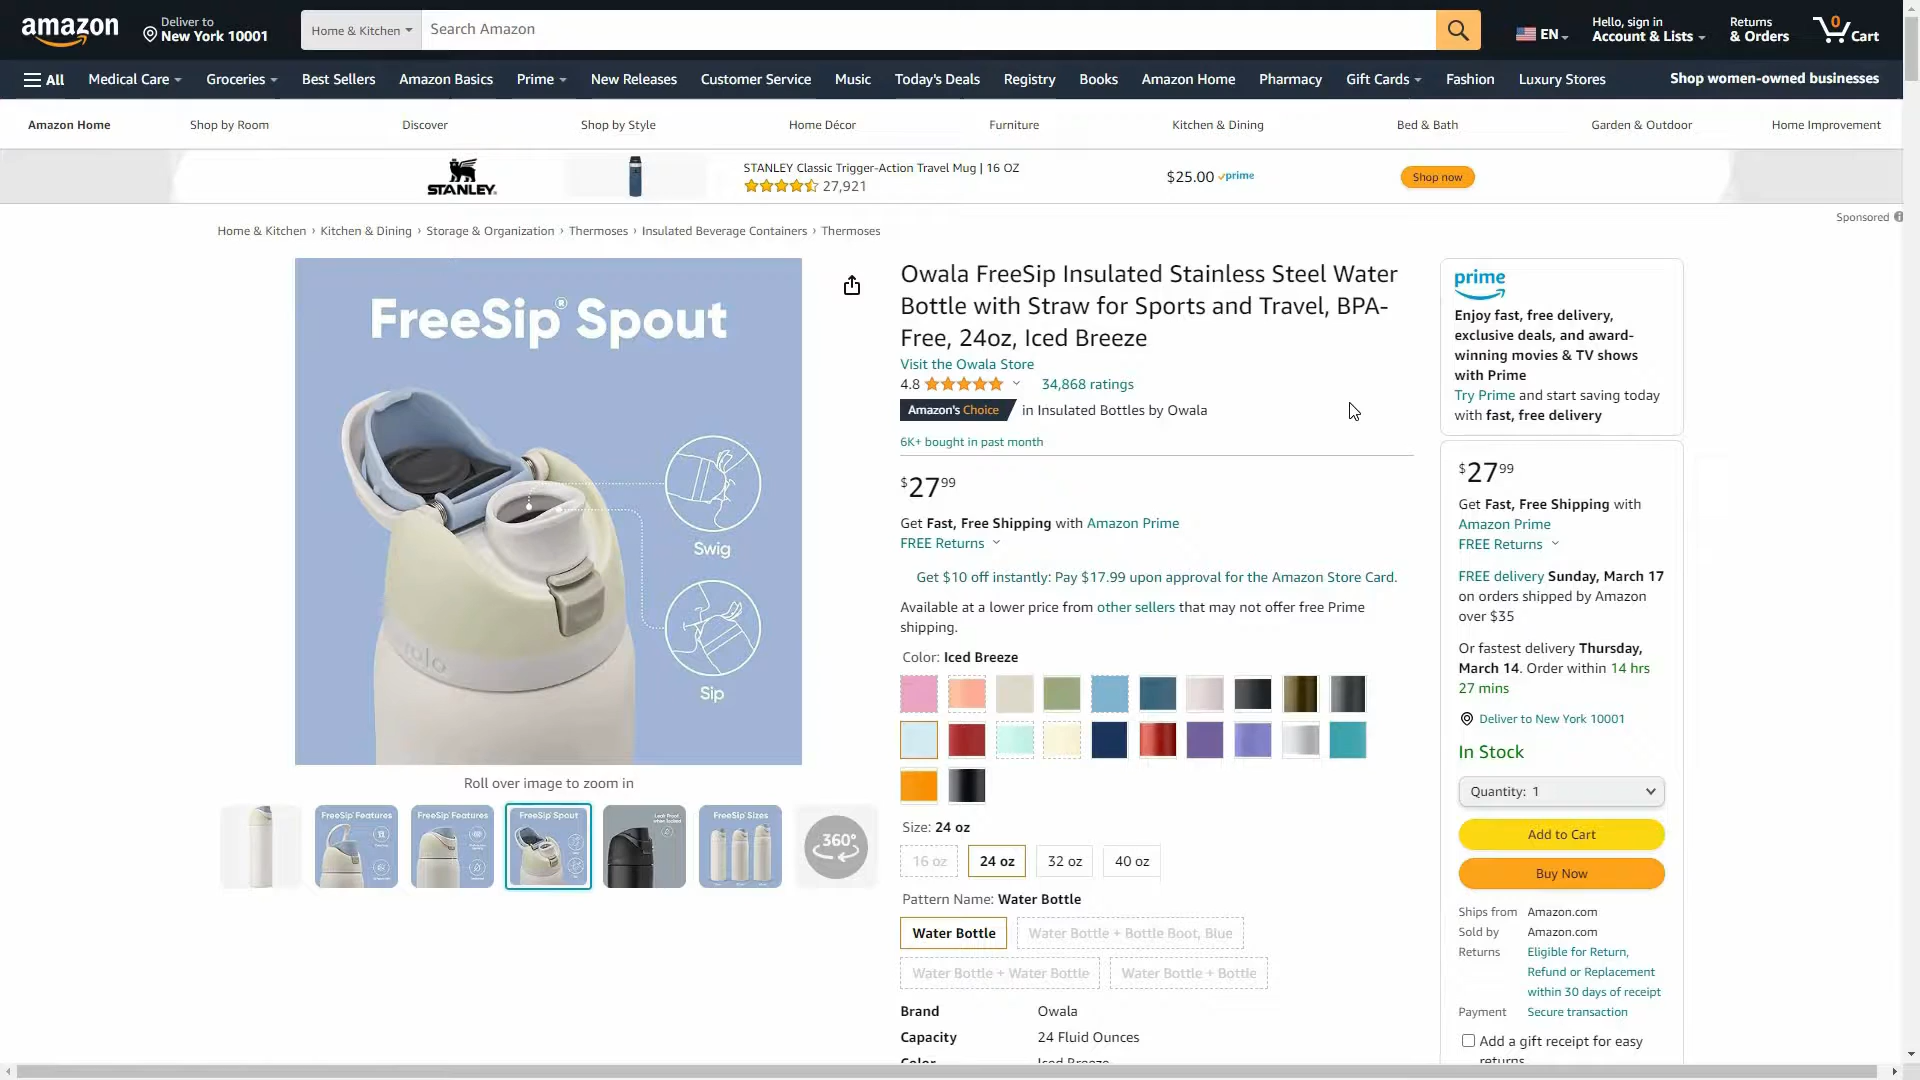 amazon
Deliver to
New York 10001
Home & Kitchen
Search Amazon
EN
Hello, sign in
Account & Lists
Returns
& Orders
0
Cart
All
Medical Care
Groceries
Best Sellers
Amazon Basics
Prime
New Releases
Customer Service
Music
Today's Deals
Registry
Books
Amazon Home
Pharmacy
Gift Cards
Fashion
Luxury Stores
Shop women-owned businesses
Amazon Home
Shop by Room
Discover
Shop by Style
Home Décor
Furniture
Kitchen & Dining
Bed & Bath
Garden & Outdoor
Home Improvement
STANLEY.
STANLEY Classic Trigger-Action Travel Mug | 16 OZ
27,921
$25.00 prime
Shop now
Sponsored
Home & Kitchen › Kitchen & Dining › Storage & Organization › Thermoses › Insulated Beverage Containers › Thermoses
FreeSip® Spout
Swig
Sip
Roll over image to zoom in
FreeSip Features
FreeSip Features
FreeSip Spout
Leak Proof
when locked
FreeSip Sizes
360°
Owala FreeSip Insulated Stainless Steel Water
Bottle with Straw for Sports and Travel, BPA-
Free, 24oz, Iced Breeze
Visit the Owala Store
4.8
34,868 ratings
Amazon's Choice in Insulated Bottles by Owala
6K+ bought in past month
$27 99
Get Fast, Free Shipping with Amazon Prime
FREE Returns
Get $10 off instantly: Pay $17.99 upon approval for the Amazon Store Card.
Available at a lower price from other sellers that may not offer free Prime
shipping.
Color: Iced Breeze
Size: 24 oz
16 oz
24 oz
32 oz
40 oz
Pattern Name: Water Bottle
Water Bottle
Water Bottle + Bottle Boot, Blue
Water Bottle + Water Bottle
Water Bottle + Bottle
Brand Owala
Capacity 24 Fluid Ounces
Color Iced Breeze
prime
Enjoy fast, free delivery,
exclusive deals, and award-
winning movies & TV shows
with Prime
Try Prime and start saving today
with fast, free delivery
$27 99
Get Fast, Free Shipping with
Amazon Prime
FREE Returns
FREE delivery Sunday, March 17
on orders shipped by Amazon
over $35
Or fastest delivery Thursday,
March 14. Order within 14 hrs
27 mins
Deliver to New York 10001
In Stock
Quantity: 1
Add to Cart
Buy Now
Ships from Amazon.com
Sold by Amazon.com
Returns Eligible for Return,
Refund or Replacement
within 30 days of receipt
Payment Secure transaction
Add a gift receipt for easy
returns